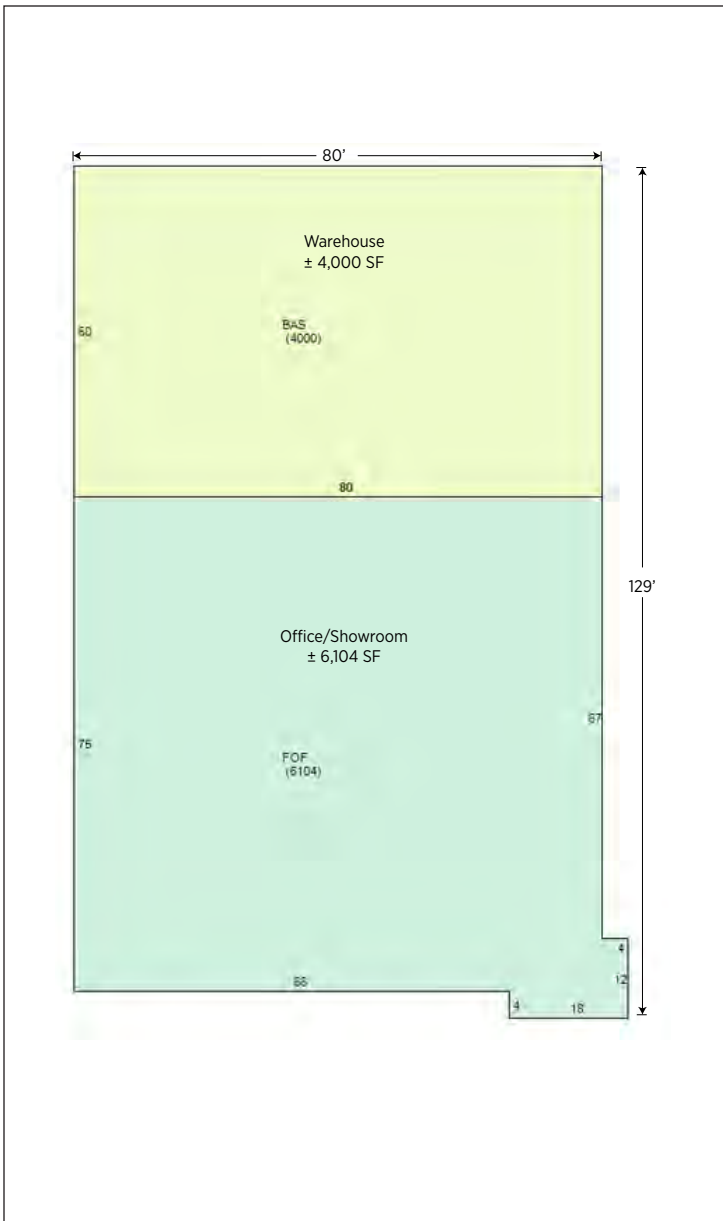 80'
Warehouse
± 4,000 SF
BAS
(4000)
50
80
129'
Office/Showroom
± 6,104 SF
67
75
FOF
(6104)
4
12
66
4
18